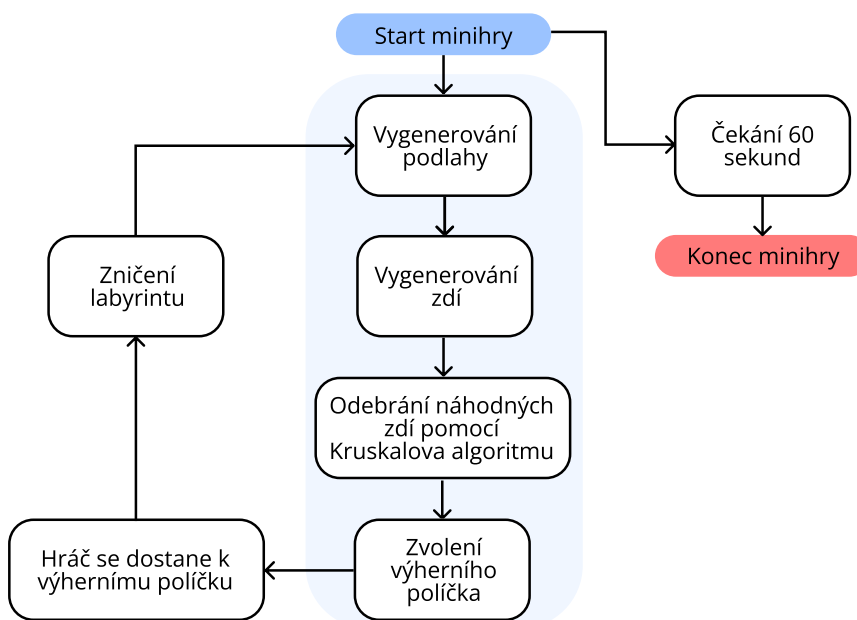 Start minihry
Vygenerování
podlahy
Čekání 60
sekund
Zničení
labyrintu
Vygenerování
zdí
Konec minihry
Odebrání náhodných
zdí pomocí
Kruskalova algoritmu
Hráč se dostane k
výhernímu políčku
Zvolení
výherního
políčka